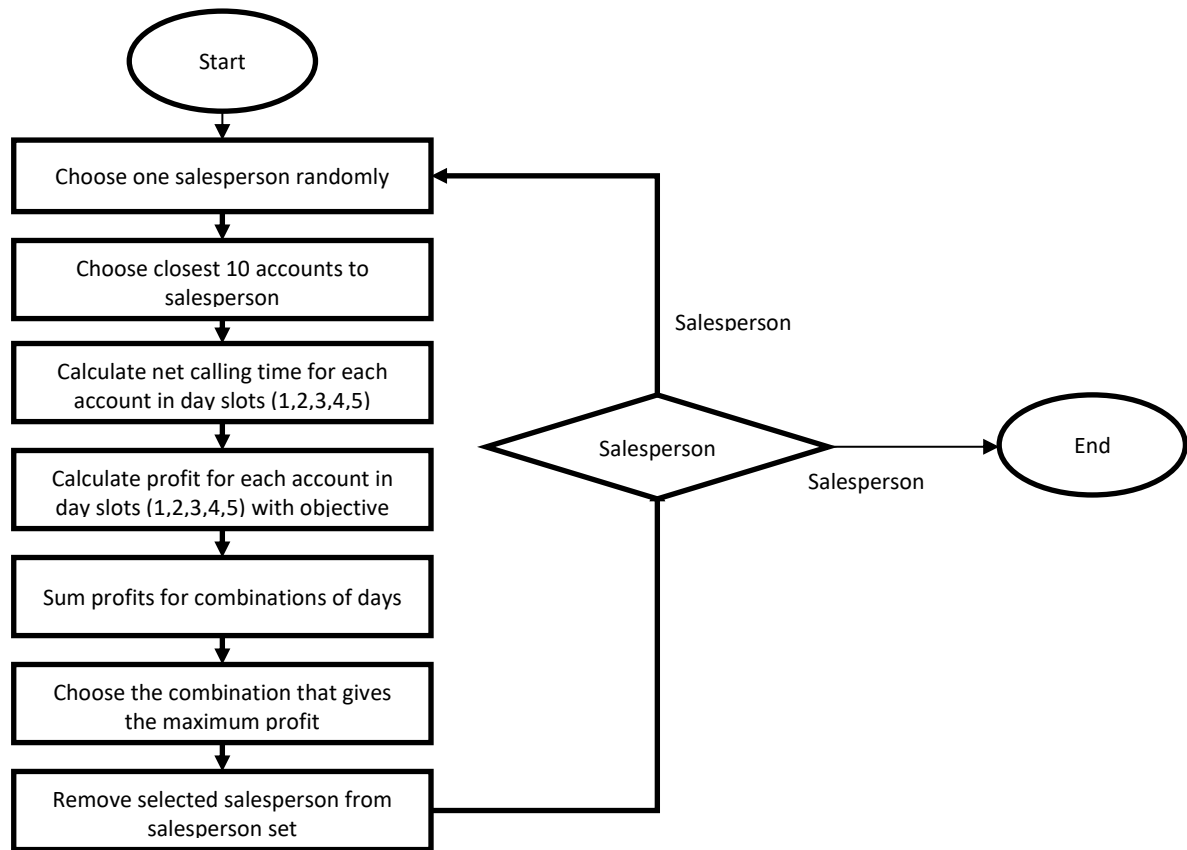 Start
Choose one salesperson randomly
Choose closest 10 accounts to
salesperson
Calculate net calling time for each
account in day slots (1,2,3,4,5)
Calculate profit for each account in
day slots (1,2,3,4,5) with objective
Sum profits for combinations of days
Choose the combination that gives
the maximum profit
Remove selected salesperson from
salesperson set
Salesperson
Salesperson
Salesperson
End